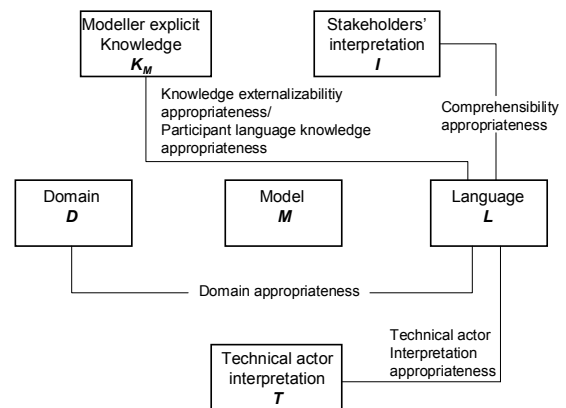 Modeller explicit
Knowledge
K_M
Stakeholders'
interpretation
I
Knowledge externalizabilitiy
appropriateness/
Participant language knowledge
appropriateness
Comprehensibility
appropriateness
Domain
D
Model
M
Language
L
Domain appropriateness
Technical actor
Interpretation
appropriateness
Technical actor
interpretation
T